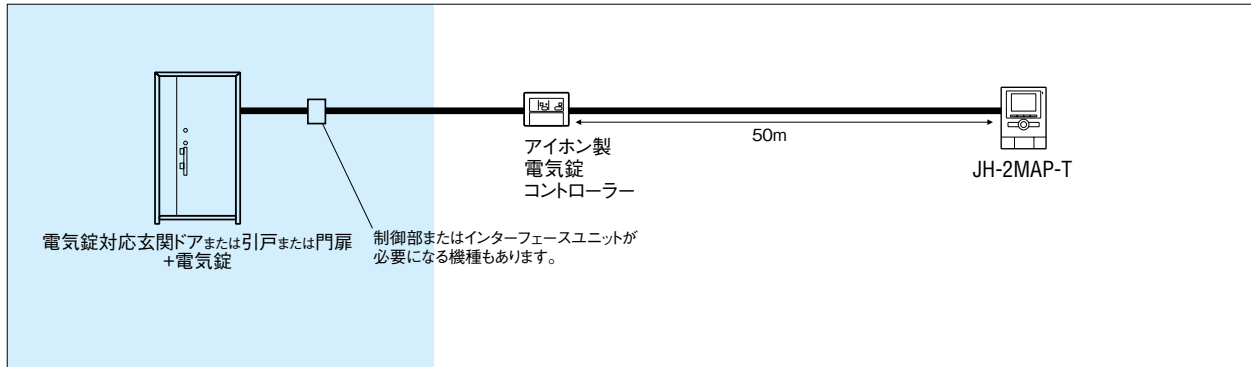 50m
アイホン製
電気錠
コントローラー
JH-2MAP-T
電気錠対応玄関ドアまたは引戸または門扉
+電気錠
制御部またはインターフェースユニットが
必要になる機種もあります。